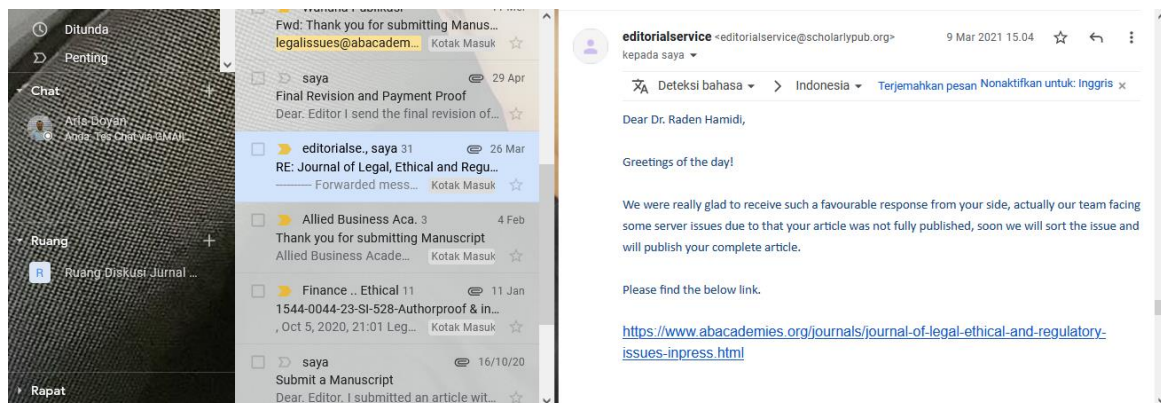 Ditunda
Penting
Chat
Aria Doyan
Anda: Tes Chat via GMAIL
Ruang
R Ruang Diskusi Jurnal ...
Rapat
Wahana Publikasi 11 Mei
Fwd: Thank you for submitting Manus...
legalissues@abacadem... Kotak Masuk
saya 29 Apr
Final Revision and Payment Proof
Dear. Editor I send the final revision of...
editorialse., saya 31 26 Mar
RE: Journal of Legal, Ethical and Regu...
---------- Forwarded mess... Kotak Masuk
Allied Business Aca. 3 4 Feb
Thank you for submitting Manuscript
Allied Business Acade... Kotak Masuk
Finance .. Ethical 11 11 Jan
1544-0044-23-SI-528-Authorproof & in...
, Oct 5, 2020, 21:01 Leg... Kotak Masuk
saya 16/10/20
Submit a Manuscript
Dear. Editor, I submitted an article wit...
editorialservice <editorialservice@scholarlypub.org> 9 Mar 2021 15.04
kepada saya
Deteksi bahasa > Indonesia Terjemahkan pesan Nonaktifkan untuk: Inggris x
Dear Dr. Raden Hamidi,
Greetings of the day!
We were really glad to receive such a favourable response from your side, actually our team facing
some server issues due to that your article was not fully published, soon we will sort the issue and
will publish your complete article.
Please find the below link.
https://www.abacademies.org/journals/journal-of-legal-ethical-and-regulatory-
issues-inpress.html